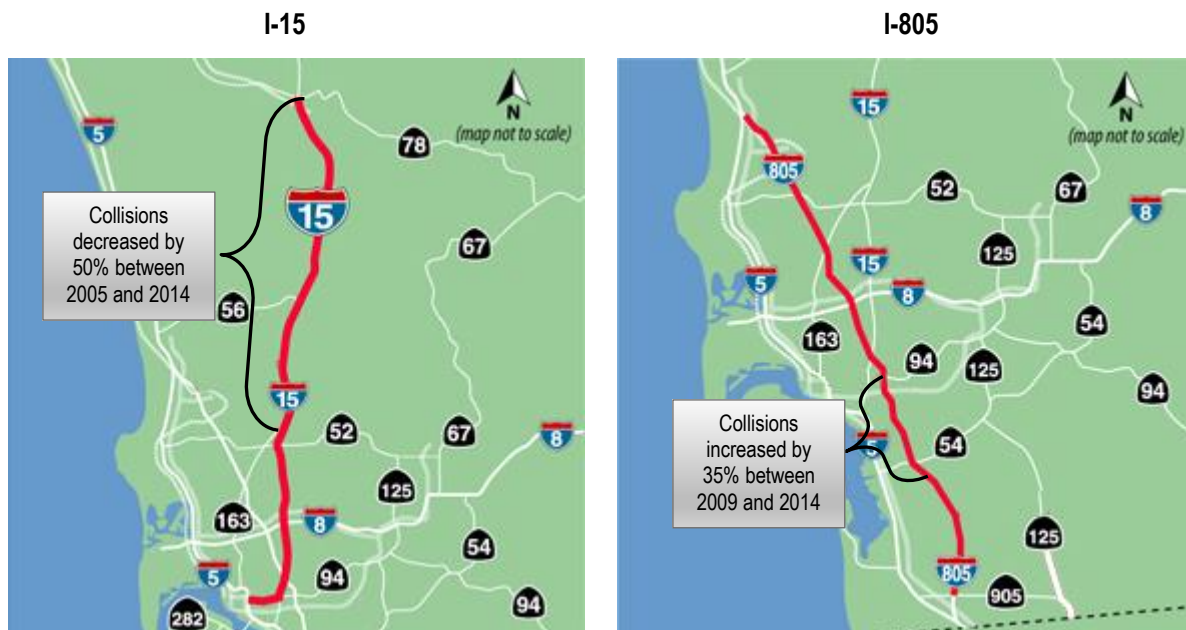 I-15
I-805
5
N
(map not to scale)
78
15
Collisions
decreased by
50% between
2005 and 2014
67
56
15
52
67
8
125
163
8
54
5
94
94
282
15
N
(map not to scale)
805
52
67
8
125
15
5
8
54
163
94
125
94
Collisions
increased by
35% between
2009 and 2014
5
54
125
805
905